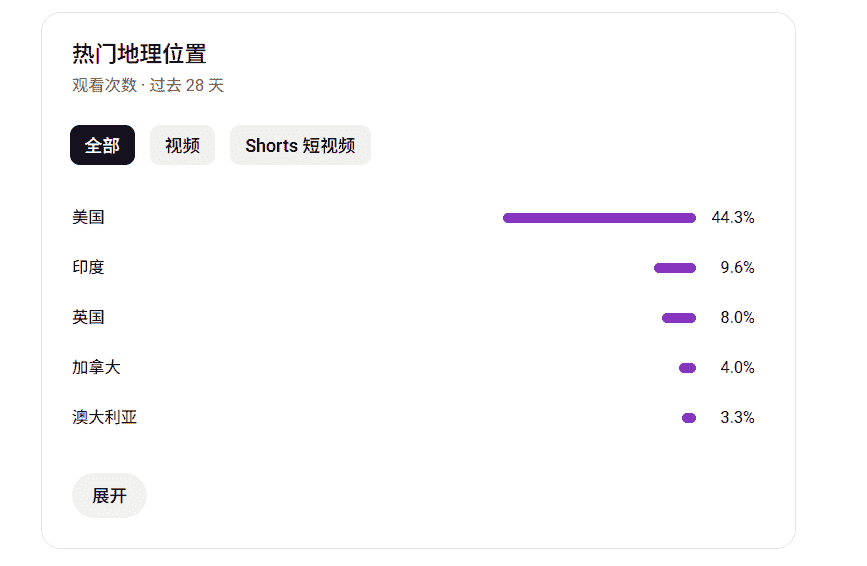 热门地理位置
观看次数 · 过去 28 天
全部 视频 Shorts 短视频
美国 44.3%
印度 9.6%
英国 8.0%
加拿大 4.0%
澳大利亚 3.3%
展开